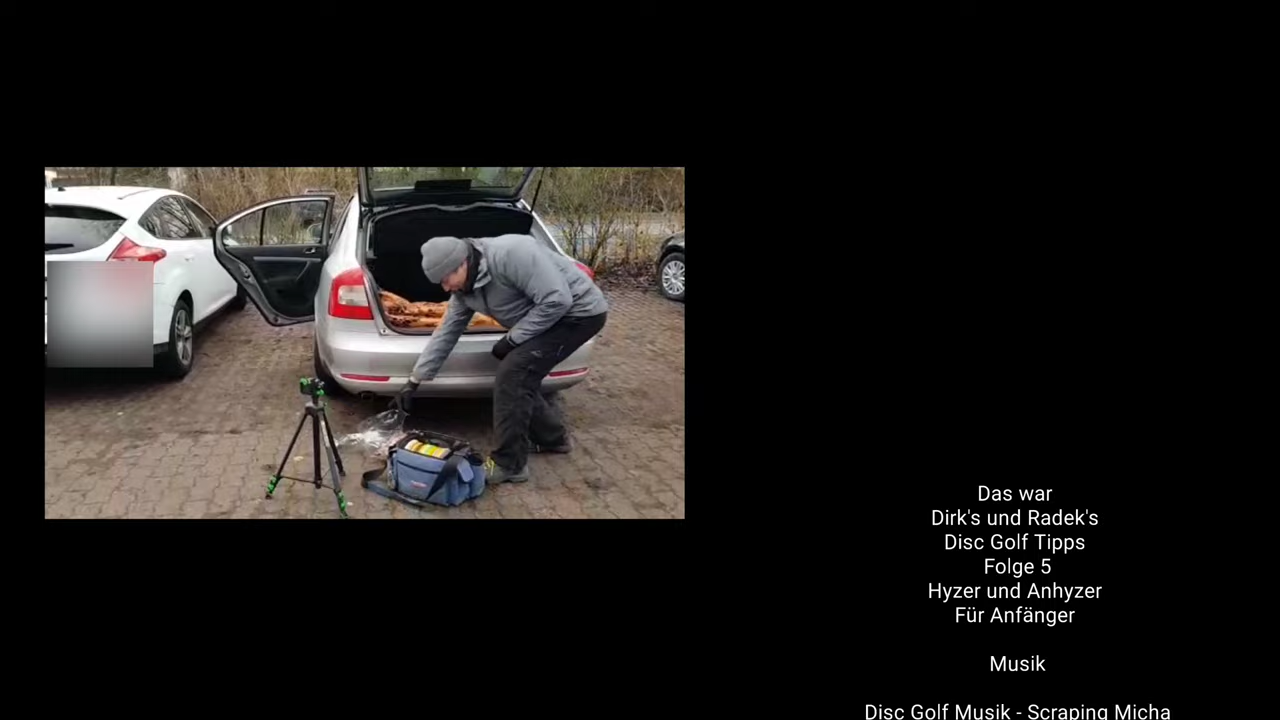 Das war
Dirk's und Radek's
Disc Golf Tipps
Folge 5
Hyzer und Anhyzer
Für Anfänger
Musik
Disc Golf Musik - Scraping Micha